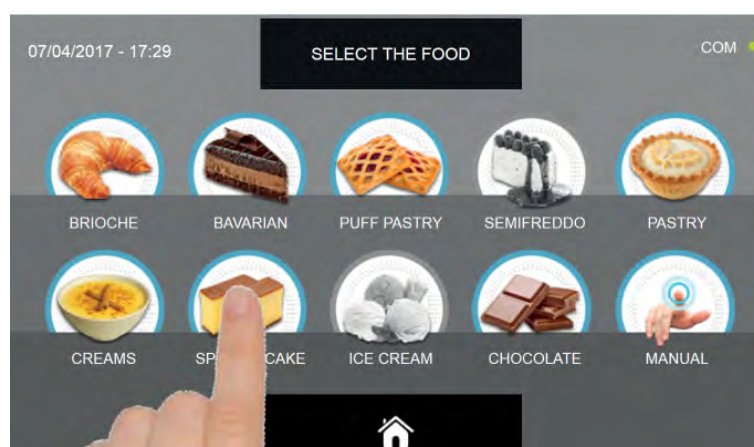 07/04/2017 - 17:29
SELECT THE FOOD
COM
BRIOCHE
BAVARIAN
PUFF PASTRY
SEMIFREDDO
PASTRY
CREAMS
CAKE
ICE CREAM
CHOCOLATE
MANUAL